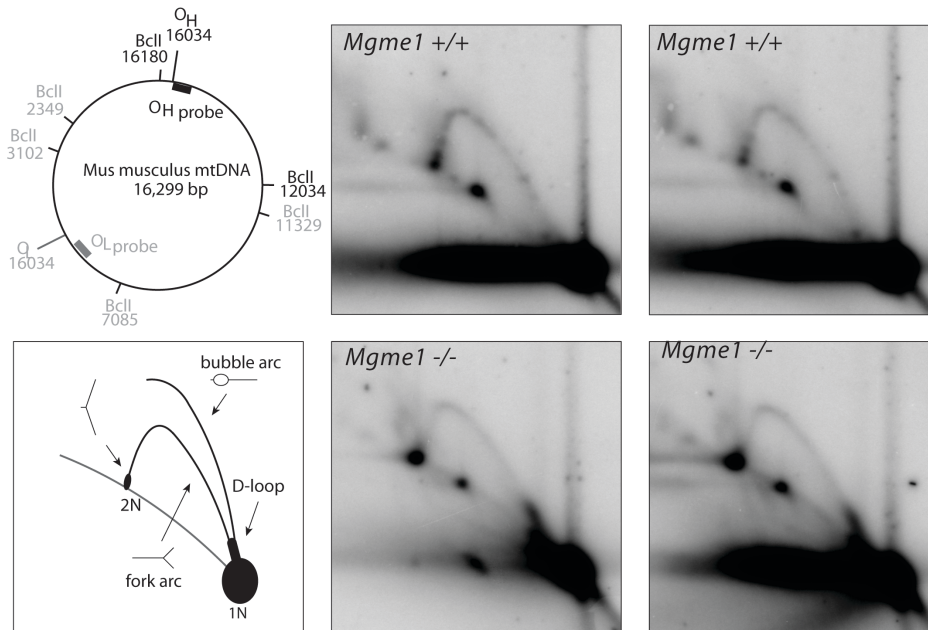 OH
16034
BclI
16180
OH probe
BclI
2349
BclI
3102
Mus musculus mtDNA
16,299 bp
BclI
12034
BclI
11329
OL probe
OL
16034
BclI
7085
Mgme1 +/+
Mgme1 +/+
bubble arc
D-loop
2N
fork arc
1N
Mgme1 -/-
Mgme1 -/-